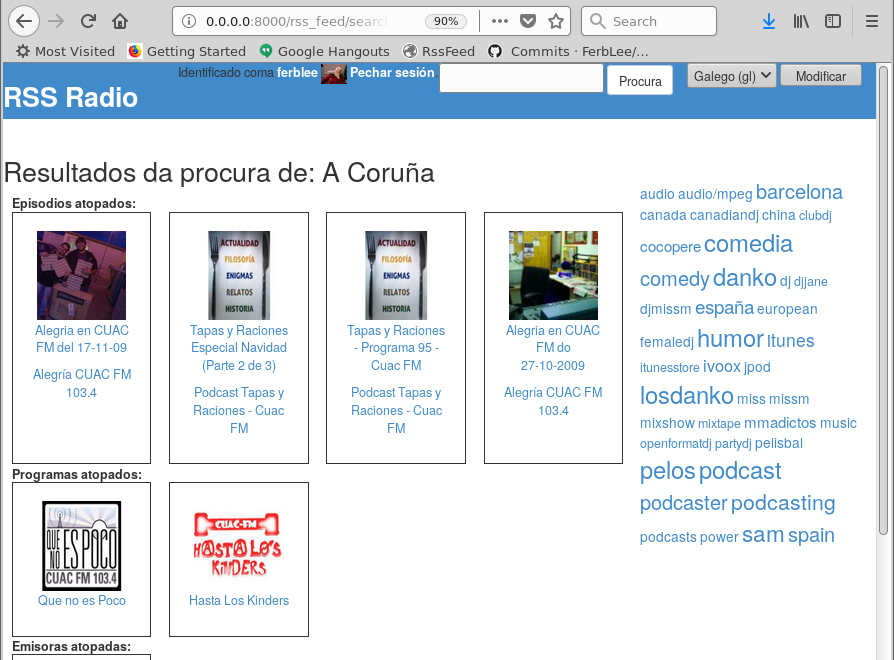 0.0.0.0:8000/rss_feed/search
90%
Search
Most Visited
Getting Started
Google Hangouts
RssFeed
Commits · FerbLee/...
Identificado coma ferblee Pechar sesión.
Procura
Galego (gl)
Modificar
RSS Radio
Resultados da procura de: A Coruña
Episodios atopados:
ACTUALIDAD
FILOSOFÍA
ENIGMAS
RELATOS
HISTORIA
ACTUALIDAD
FILOSOFÍA
ENIGMAS
RELATOS
HISTORIA
Alegria en CUAC
FM del 17-11-09
Alegría CUAC FM
103.4
Tapas y Raciones
Especial Navidad
(Parte 2 de 3)
Podcast Tapas y
Raciones - Cuac
FM
Tapas y Raciones
- Programa 95 -
Cuac FM
Podcast Tapas y
Raciones - Cuac
FM
Alegria en CUAC
FM do
27-10-2009
Alegría CUAC FM
103.4
Programas atopados:
QUE
NO ES POCO
CUAC FM 103.4
Que no es Poco
CUAC-FM
HASTA LOS
KINDERS
Hasta Los Kinders
Emisoras atopadas:
audio audio/mpeg barcelona
canada canadiandj china clubdj
cocopere comedia
comedy danko dj djjane
djmissm españa european
femaledj humor itunes
itunesstore ivoox jpod
losdanko miss missm
mixshow mixtape mmadictos music
openformatdj partydj pelisbal
pelos podcast
podcaster podcasting
podcasts power sam spain